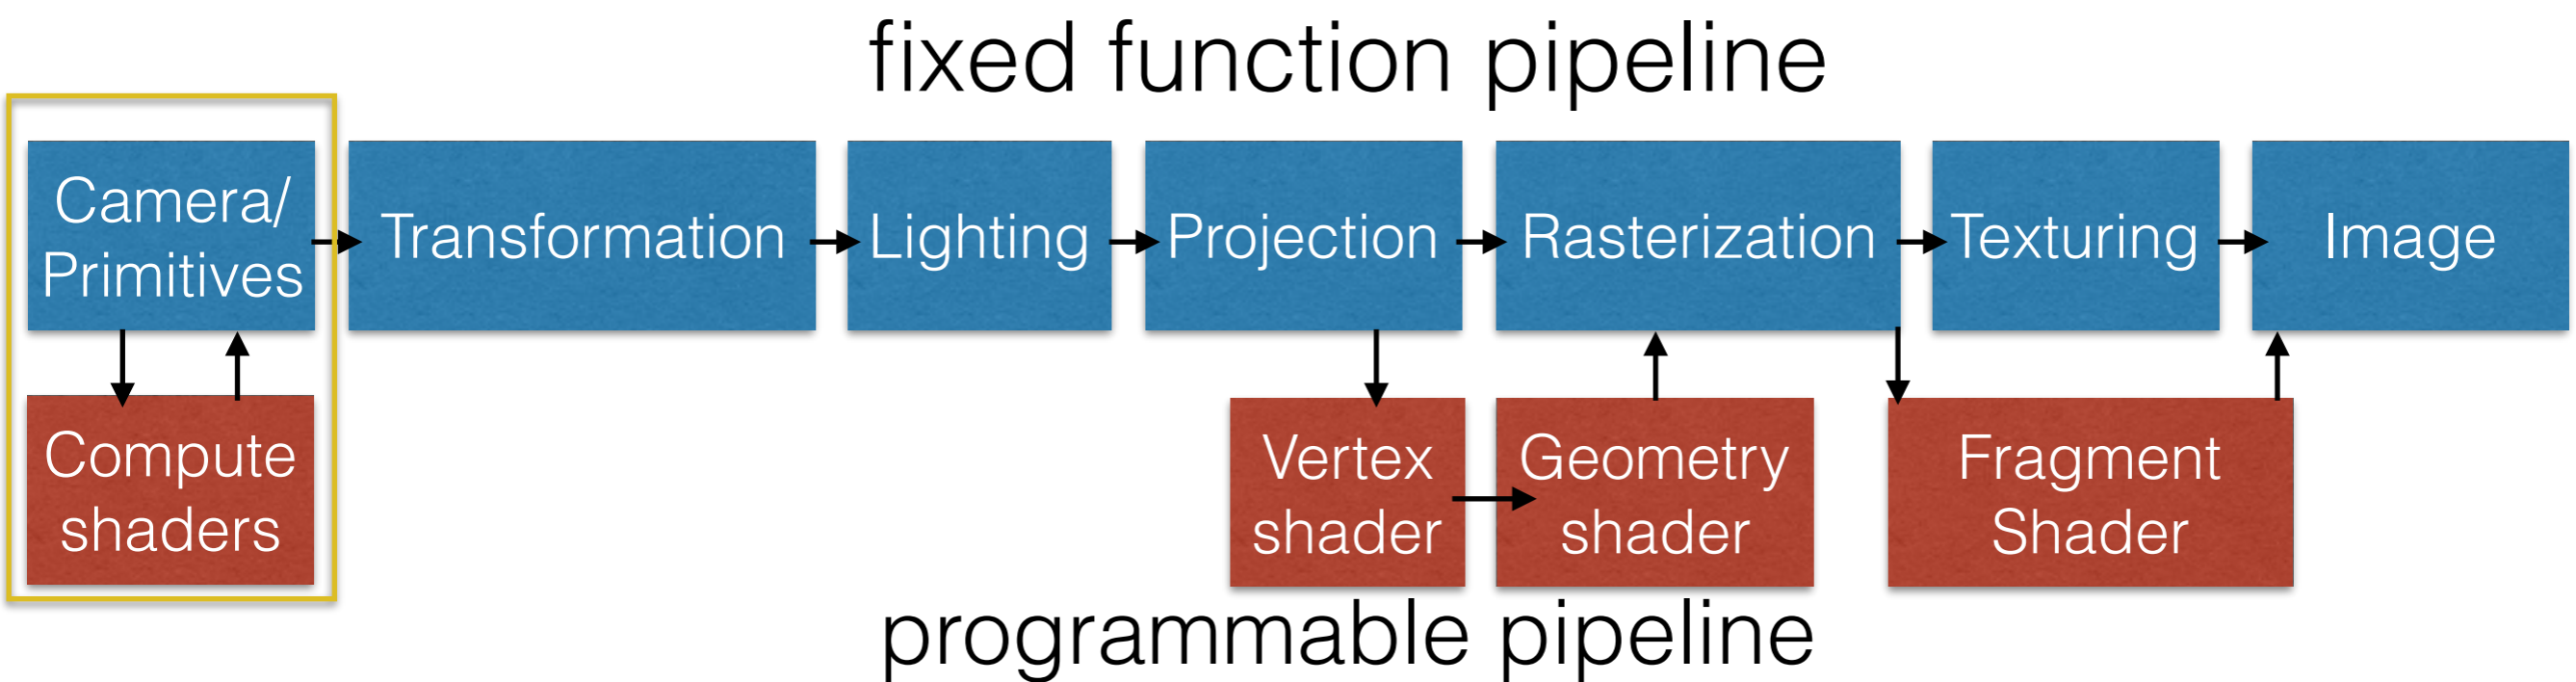 fixed function pipeline
Camera/
Primitives
Transformation
Lighting
Projection
Rasterization
Texturing
Image
Compute
shaders
Vertex
shader
Geometry
shader
Fragment
Shader
programmable pipeline